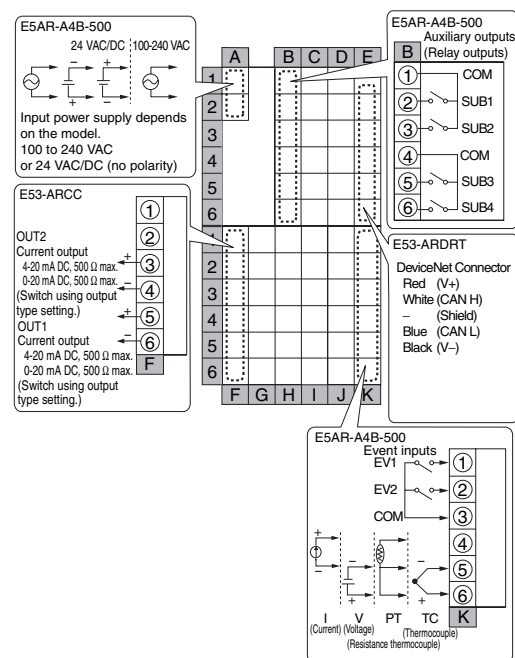 E5AR-A4B-500
24 VAC/DC 100-240 VAC
+ − +
− +
Input power supply depends
on the model.
100 to 240 VAC
or 24 VAC/DC (no polarity)
A B C D E
1
2
3
4
5
6
1
2
3
4
5
6
F G H I J K
E5AR-A4B-500
Auxiliary outputs
(Relay outputs)
B
1 COM
2 SUB1
3 SUB2
4 COM
5 SUB3
6 SUB4
E53-ARCC
1
2
3
4
5
6
F
OUT2
Current output
4-20 mA DC, 500 Ω max.
0-20 mA DC, 500 Ω max.
(Switch using output
type setting.)
+
−
OUT1
Current output
4-20 mA DC, 500 Ω max.
0-20 mA DC, 500 Ω max.
(Switch using output
type setting.)
+
−
E53-ARDRT
DeviceNet Connector
Red (V+)
White (CAN H)
– (Shield)
Blue (CAN L)
Black (V–)
E5AR-A4B-500
Event inputs
EV1 1
EV2 2
COM 3
4
5
6
K
+ − −
− + +
I V PT TC
(Current) (Voltage) (Thermocouple)
(Resistance thermocouple)